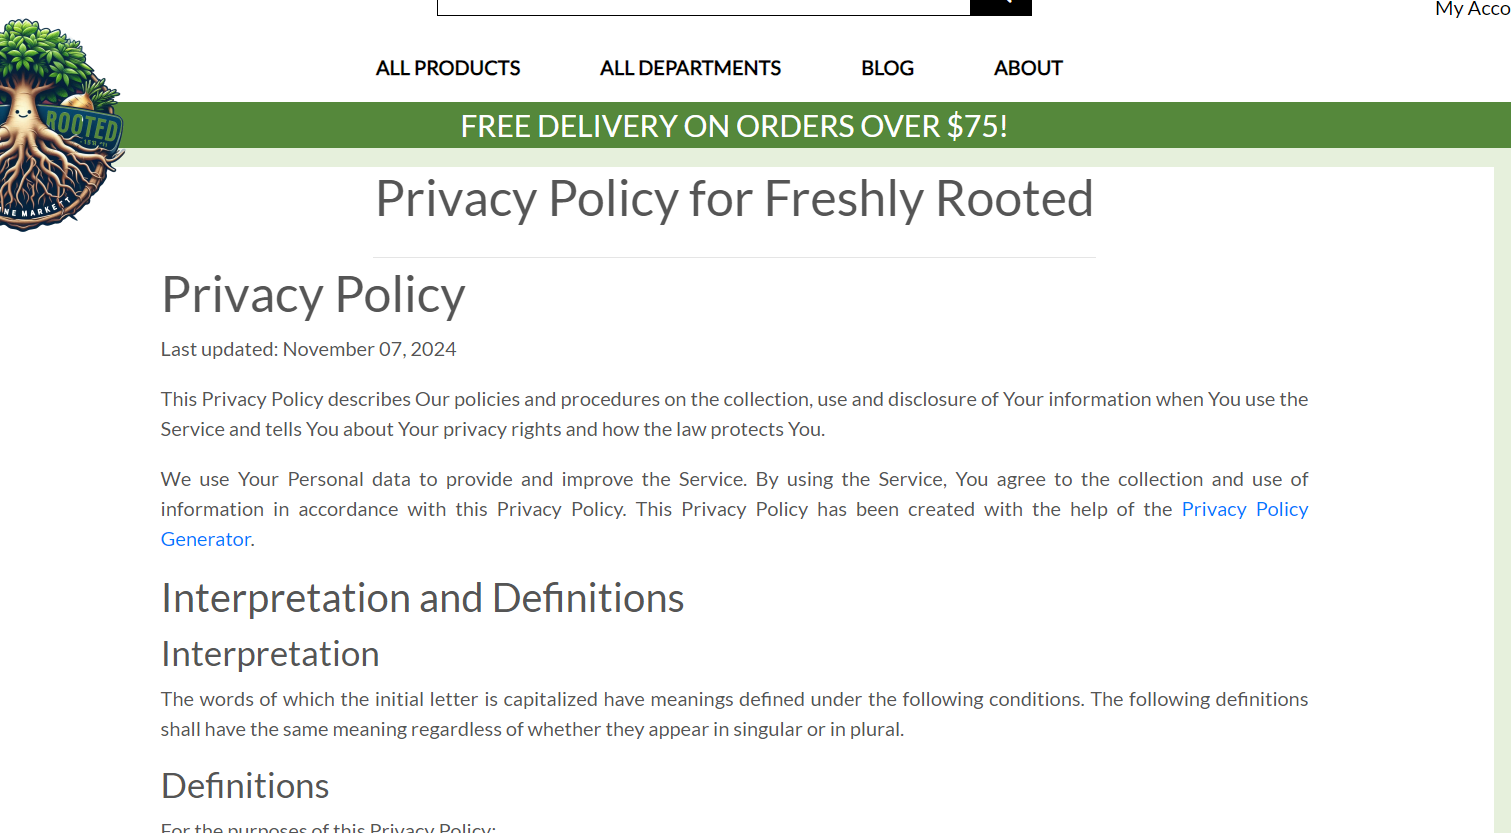 My Acco
ALL PRODUCTS ALL DEPARTMENTS BLOG ABOUT
ROOTED
NE MARKET
FREE DELIVERY ON ORDERS OVER $75!
Privacy Policy for Freshly Rooted
Privacy Policy
Last updated: November 07, 2024
This Privacy Policy describes Our policies and procedures on the collection, use and disclosure of Your information when You use the
Service and tells You about Your privacy rights and how the law protects You.
We use Your Personal data to provide and improve the Service. By using the Service, You agree to the collection and use of
information in accordance with this Privacy Policy. This Privacy Policy has been created with the help of the Privacy Policy
Generator.
Interpretation and Definitions
Interpretation
The words of which the initial letter is capitalized have meanings defined under the following conditions. The following definitions
shall have the same meaning regardless of whether they appear in singular or in plural.
Definitions
For the purposes of this Privacy Policy: